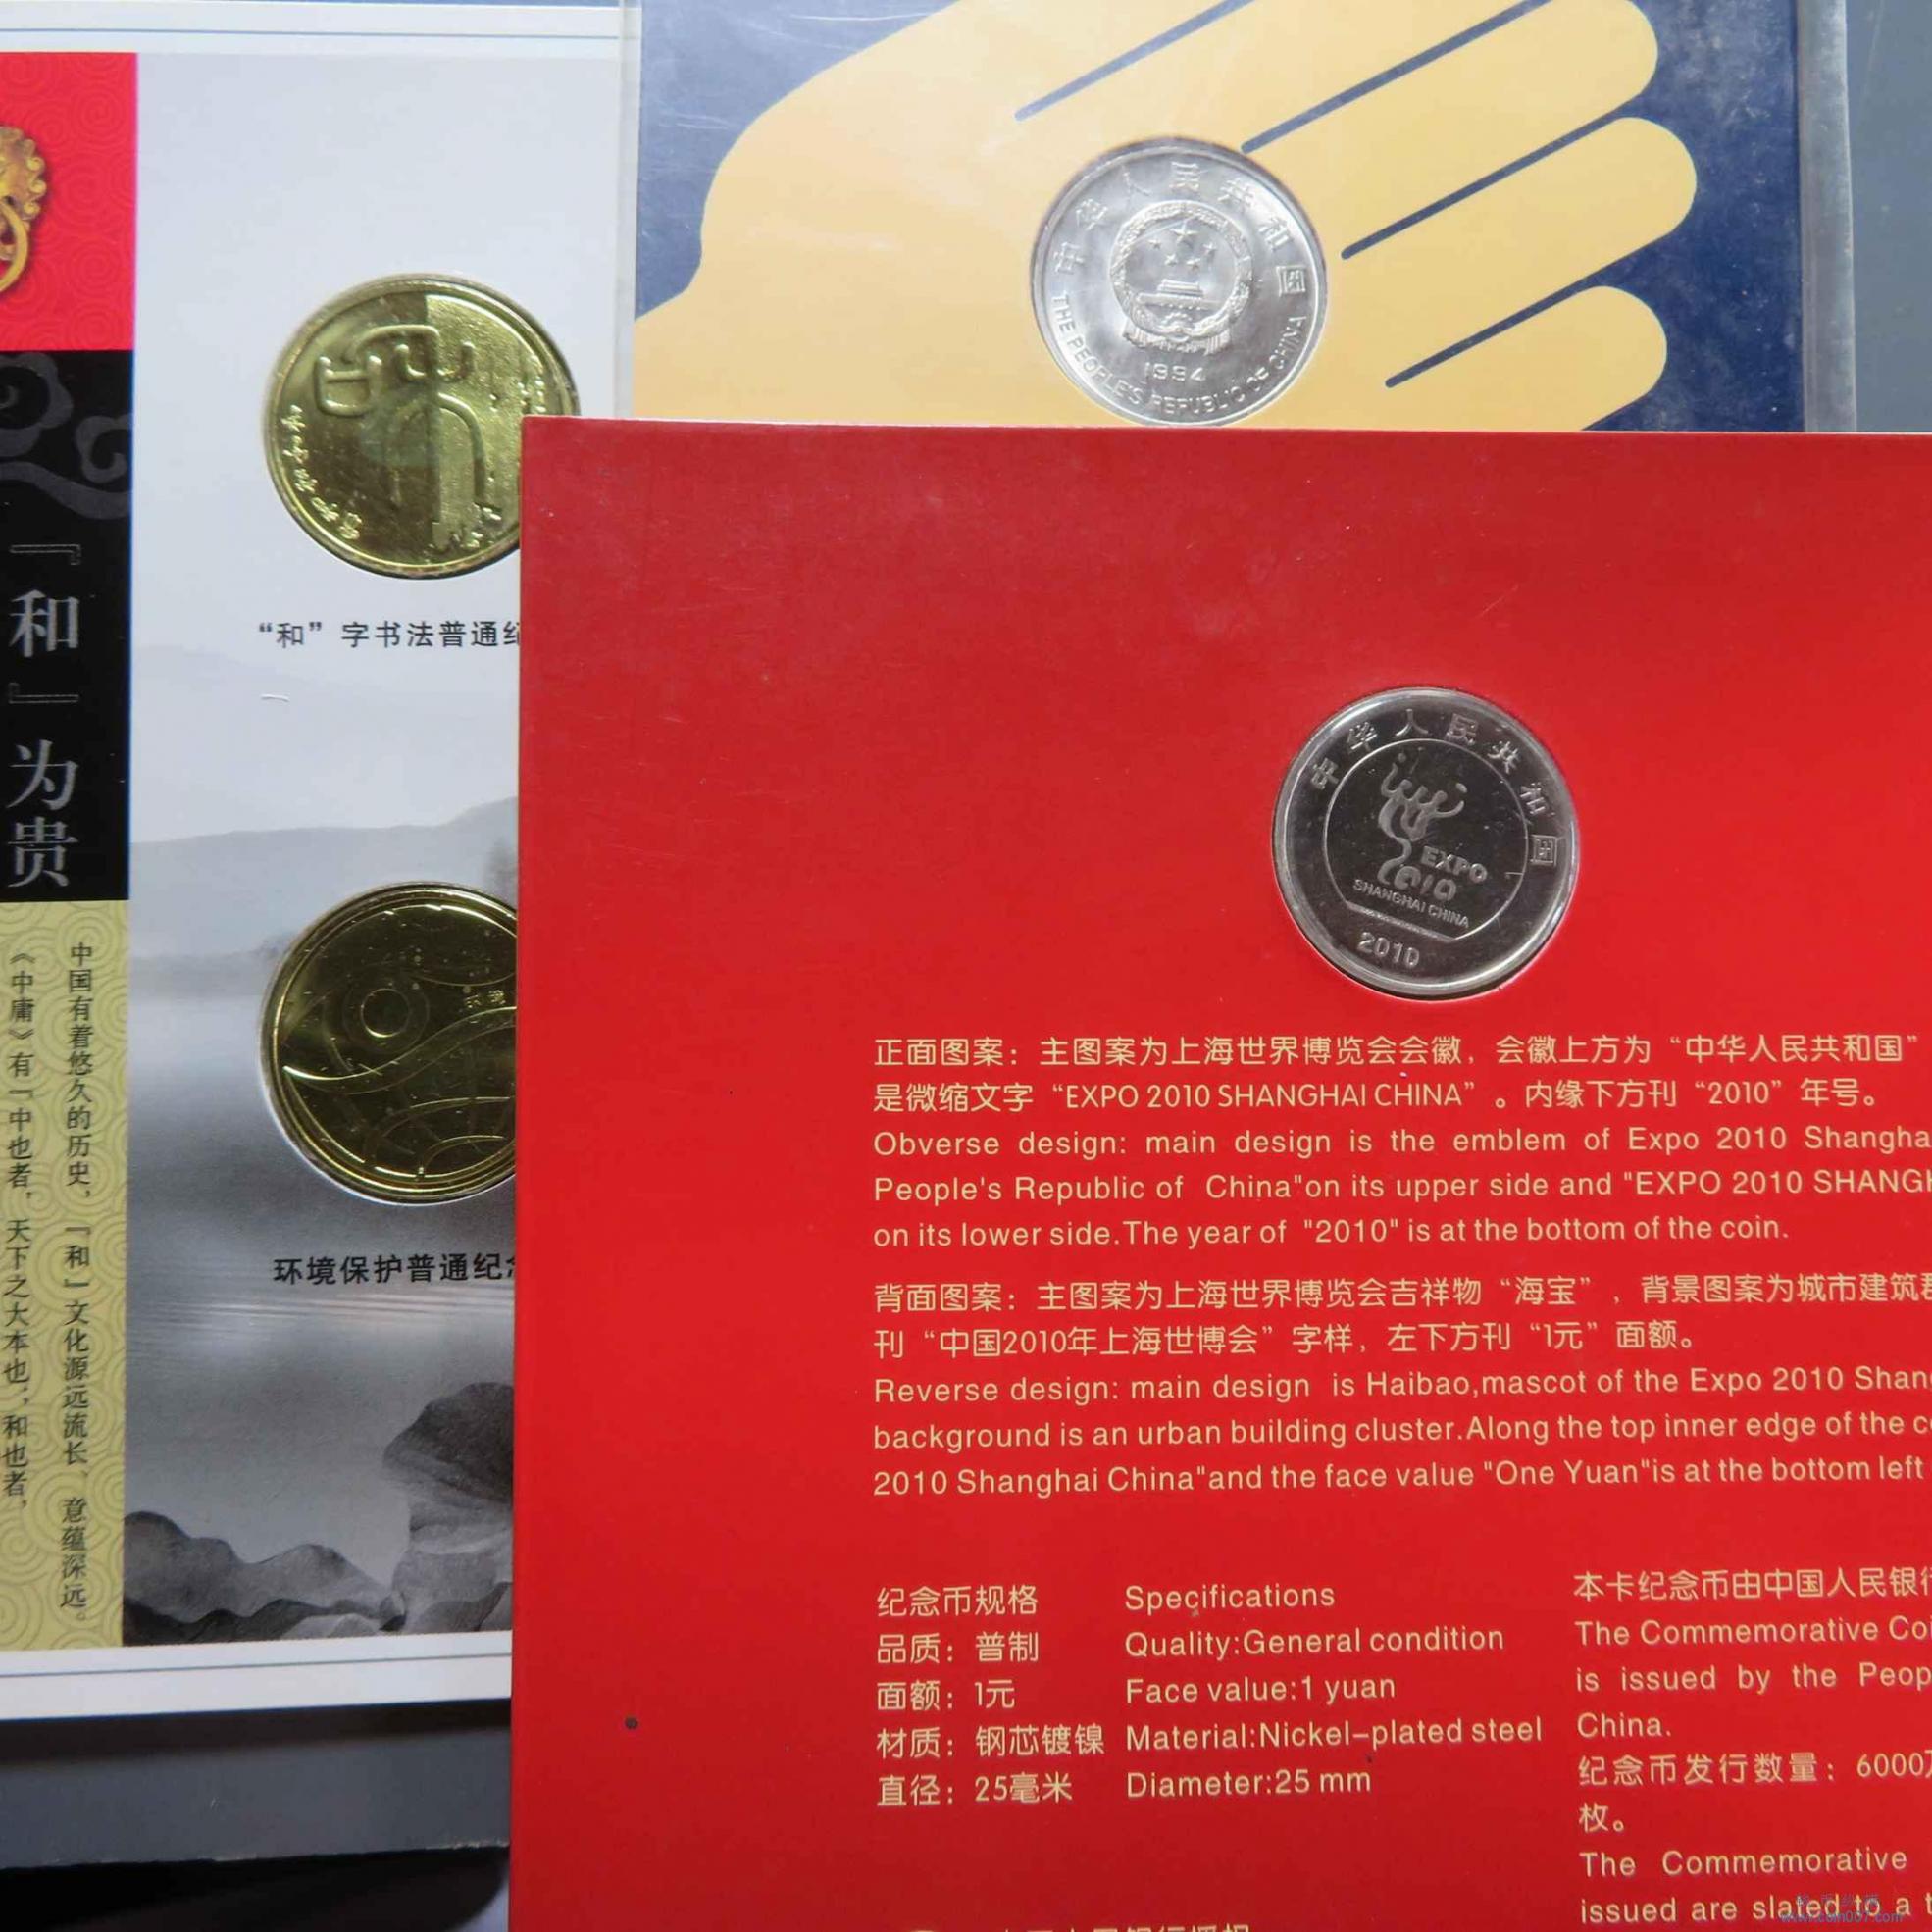 『和』为贵
中国有着悠久的历史，『和』文化源远流长、意蕴深远。
《中庸》有『中也者，天下之大本也；和也者，
“和”字书法普通纪
环境保护普通纪念
中华人民共和国
1994
THE PEOPLE'S REPUBLIC OF CHINA
中华人民共和国
EXPO
2010
SHANGHAI CHINA
2010
正面图案：主图案为上海世界博览会会徽，会徽上方为“中华人民共和国”
是微缩文字“EXPO 2010 SHANGHAI CHINA”。内缘下方刊“2010”年号。
Obverse design: main design is the emblem of Expo 2010 Shangha
People's Republic of China"on its upper side and "EXPO 2010 SHANGH
on its lower side.The year of "2010" is at the bottom of the coin.
背面图案：主图案为上海世界博览会吉祥物“海宝”，背景图案为城市建筑群
刊“中国2010年上海世博会”字样，左下方刊“1元”面额。
Reverse design: main design is Haibao,mascot of the Expo 2010 Shan
background is an urban building cluster.Along the top inner edge of the c
2010 Shanghai China"and the face value "One Yuan"is at the bottom left
纪念币规格 Specifications
品质：普制 Quality:General condition
面额：1元 Face value:1 yuan
材质：钢芯镀镍 Material:Nickel-plated steel
直径：25毫米 Diameter:25 mm
本卡纪念币由中国人民银行
The Commemorative Coi
is issued by the Peop
China.
纪念币发行数量：6000万
枚。
The Commemorative
issued are slated to a t
www.coin007.com